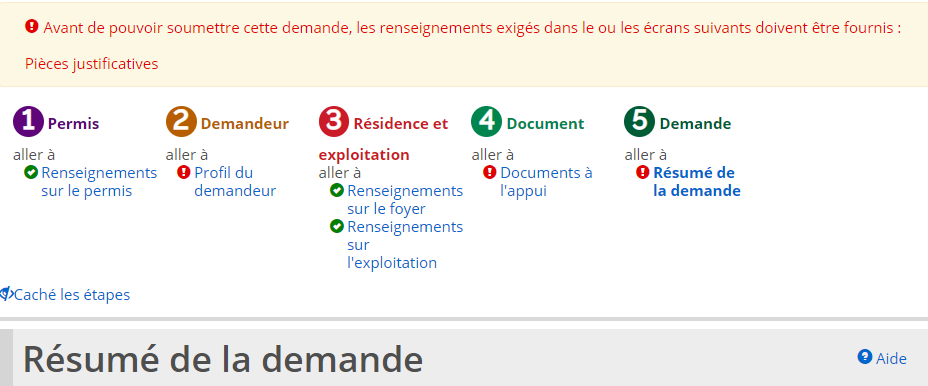 Avant de pouvoir soumettre cette demande, les renseignements exigés dans le ou les écrans suivants doivent être fournis :
Pièces justificatives
1 Permis
aller à
Renseignements
sur le permis
2 Demandeur
aller à
Profil du
demandeur
3 Résidence et
exploitation
aller à
Renseignements
sur le foyer
Renseignements
sur
l'exploitation
4 Document
aller à
Documents à
l'appui
5 Demande
aller à
Résumé de
la demande
Caché les étapes
Résumé de la demande
Aide